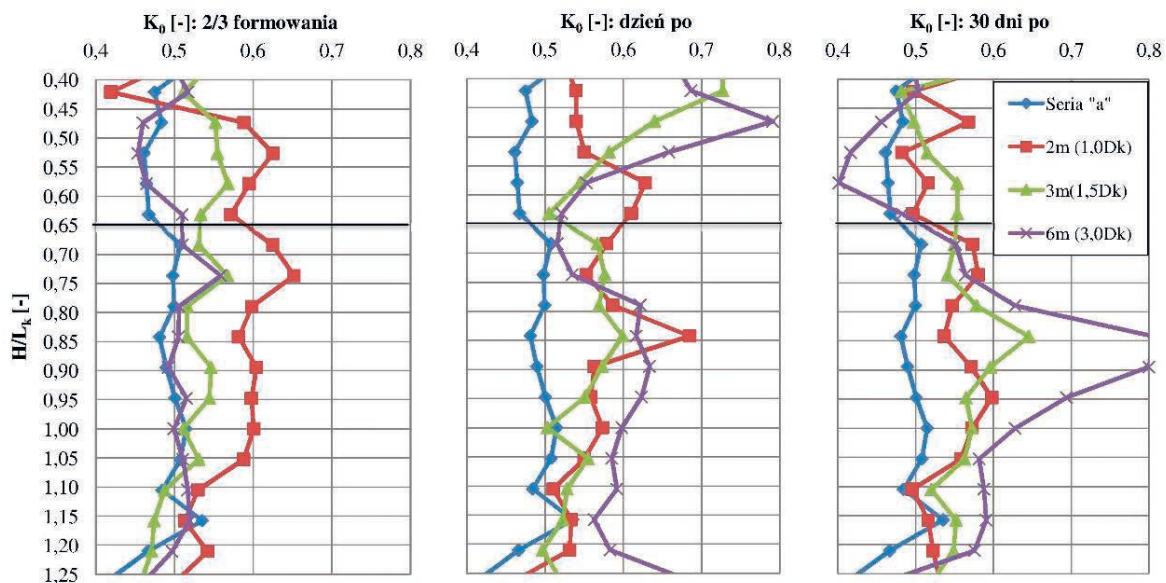 K₀ [-]: 2/3 formowania
0,4 0,5 0,6 0,7 0,8
K₀ [-]: dzień po
0,4 0,5 0,6 0,7 0,8
K₀ [-]: 30 dni po
0,4 0,5 0,6 0,7 0,8
H/Lₖ [-]
0,40
0,45
0,50
0,55
0,60
0,65
0,70
0,75
0,80
0,85
0,90
0,95
1,00
1,05
1,10
1,15
1,20
1,25
Seria "a"
2m (1,0Dk)
3m(1,5Dk)
6m (3,0Dk)